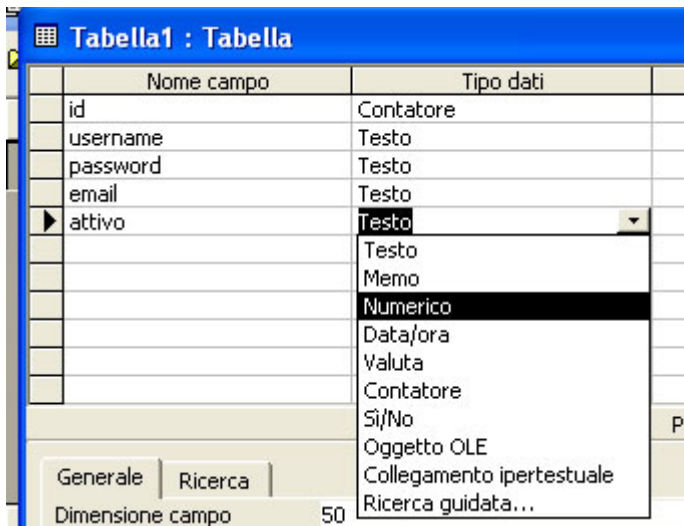 Tabella1 : Tabella
Nome campo Tipo dati
id Contatore
username Testo
password Testo
email Testo
attivo Testo
Testo
Memo
Numerico
Data/ora
Valuta
Contatore
Sì/No
P
Oggetto OLE
Generale Ricerca Collegamento ipertestuale
Ricerca guidata...
Dimensione campo 50